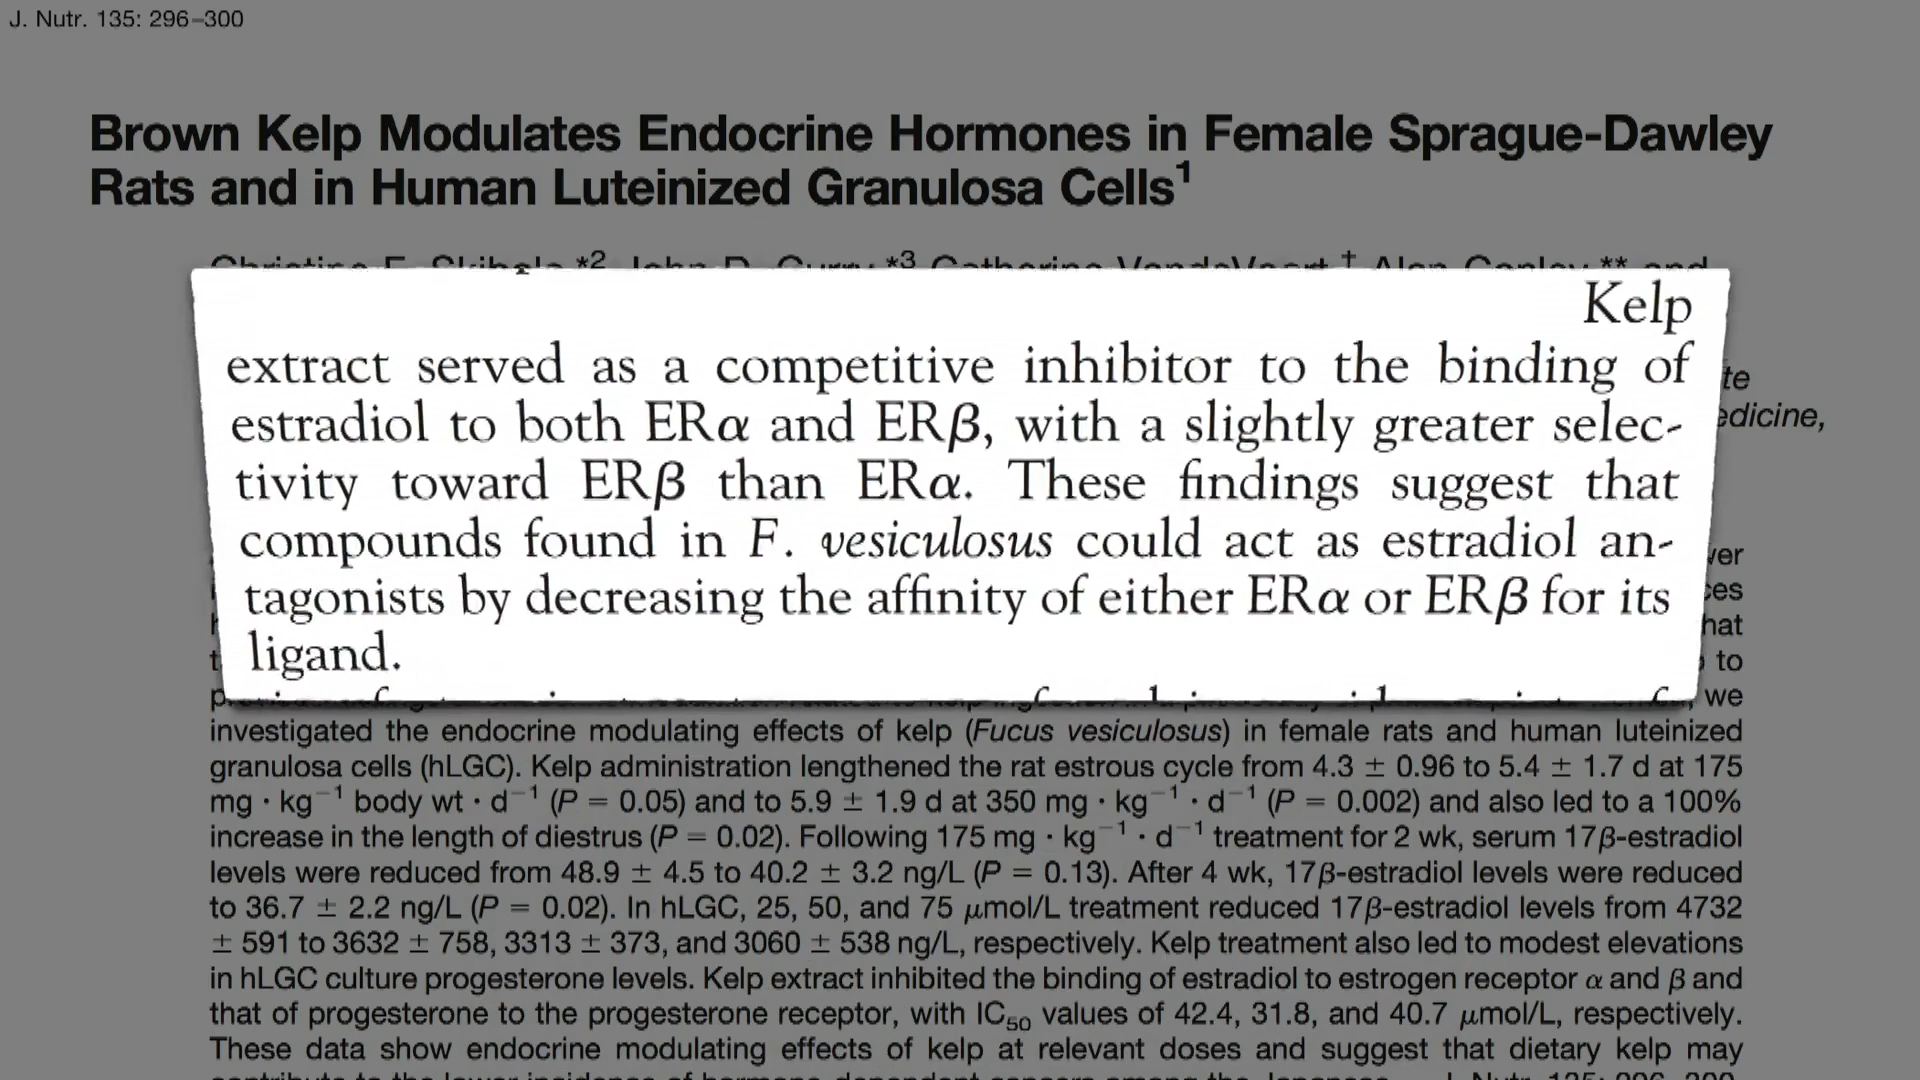 J. Nutr. 135: 296–300
Brown Kelp Modulates Endocrine Hormones in Female Sprague-Dawley
Rats and in Human Luteinized Granulosa Cells¹
Kelp
extract served as a competitive inhibitor to the binding of
estradiol to both ERα and ERβ, with a slightly greater selec-
tivity toward ERβ than ERα. These findings suggest that
compounds found in F. vesiculosus could act as estradiol an-
tagonists by decreasing the affinity of either ERα or ERβ for its
ligand.
edicine,
hat
to
we
investigated the endocrine modulating effects of kelp (Fucus vesiculosus) in female rats and human luteinized
granulosa cells (hLGC). Kelp administration lengthened the rat estrous cycle from 4.3 ± 0.96 to 5.4 ± 1.7 d at 175
mg · kg⁻¹ body wt · d⁻¹ (P = 0.05) and to 5.9 ± 1.9 d at 350 mg · kg⁻¹ · d⁻¹ (P = 0.002) and also led to a 100%
increase in the length of diestrus (P = 0.02). Following 175 mg · kg⁻¹ · d⁻¹ treatment for 2 wk, serum 17β-estradiol
levels were reduced from 48.9 ± 4.5 to 40.2 ± 3.2 ng/L (P = 0.13). After 4 wk, 17β-estradiol levels were reduced
to 36.7 ± 2.2 ng/L (P = 0.02). In hLGC, 25, 50, and 75 μmol/L treatment reduced 17β-estradiol levels from 4732
± 591 to 3632 ± 758, 3313 ± 373, and 3060 ± 538 ng/L, respectively. Kelp treatment also led to modest elevations
in hLGC culture progesterone levels. Kelp extract inhibited the binding of estradiol to estrogen receptor α and β and
that of progesterone to the progesterone receptor, with IC₅₀ values of 42.4, 31.8, and 40.7 μmol/L, respectively.
These data show endocrine modulating effects of kelp at relevant doses and suggest that dietary kelp may